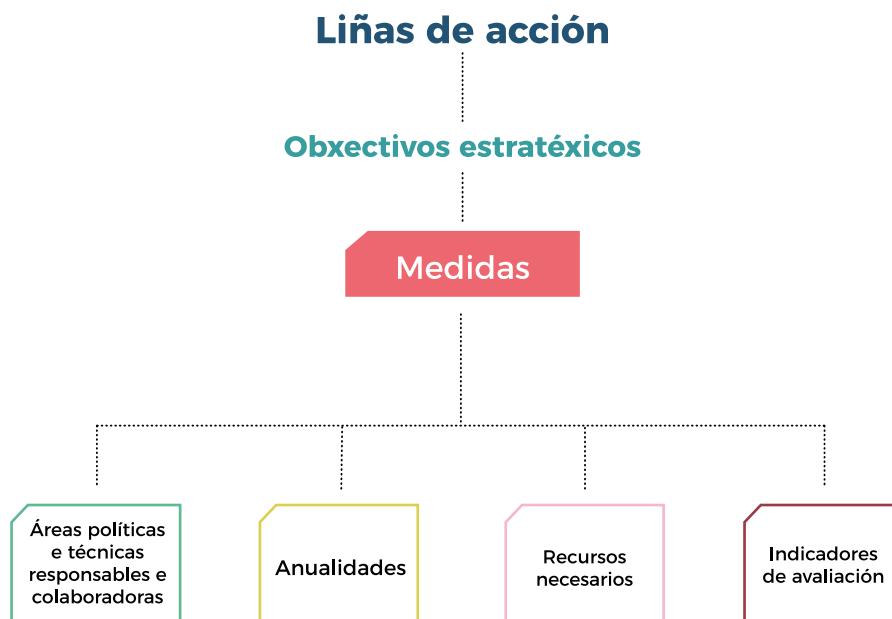 Liñas de acción
Obxectivos estratéxicos
Medidas
Áreas políticas
e técnicas
responsables e
colaboradoras
Anualidades
Recursos
necesarios
Indicadores
de avaliación